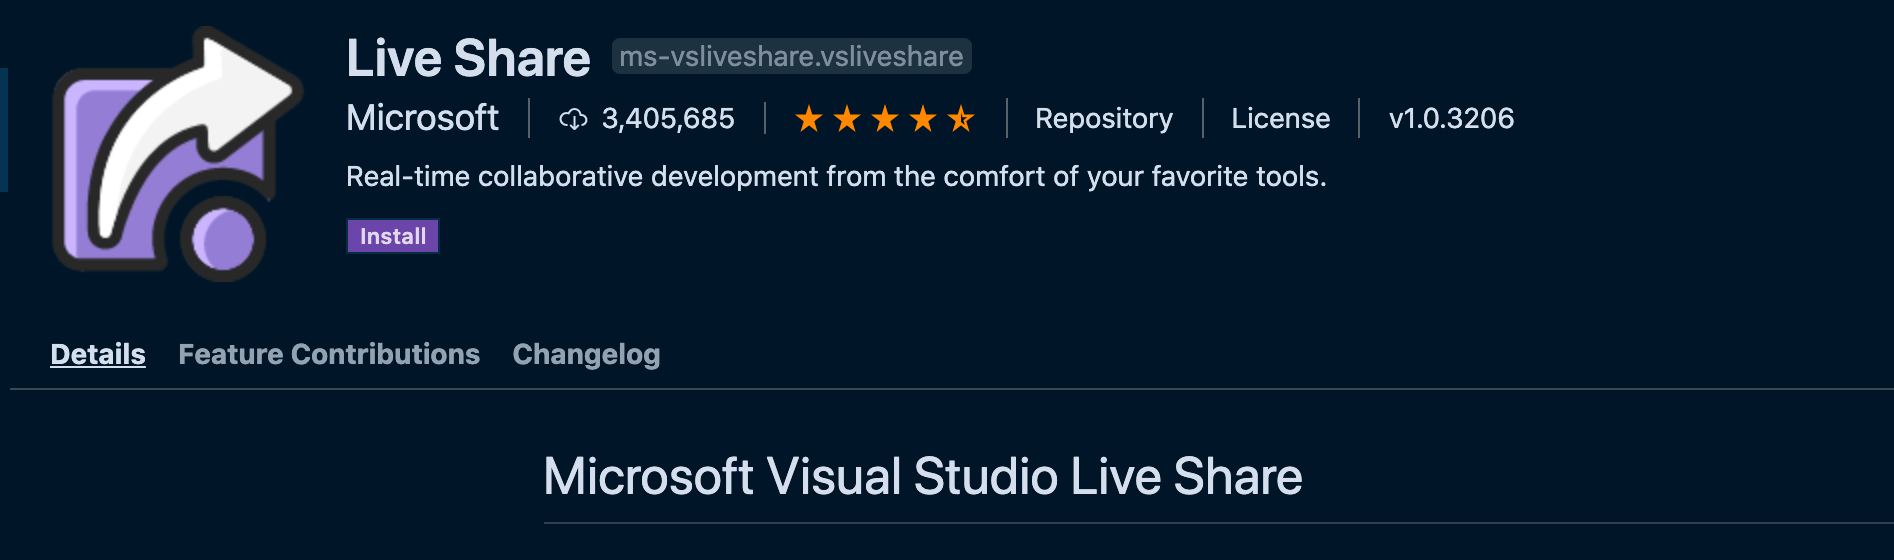 Live Share ms-vsliveshare.vsliveshare
Microsoft 3,405,685 Repository License v1.0.3206
Real-time collaborative development from the comfort of your favorite tools.
Install
Details Feature Contributions Changelog
Microsoft Visual Studio Live Share